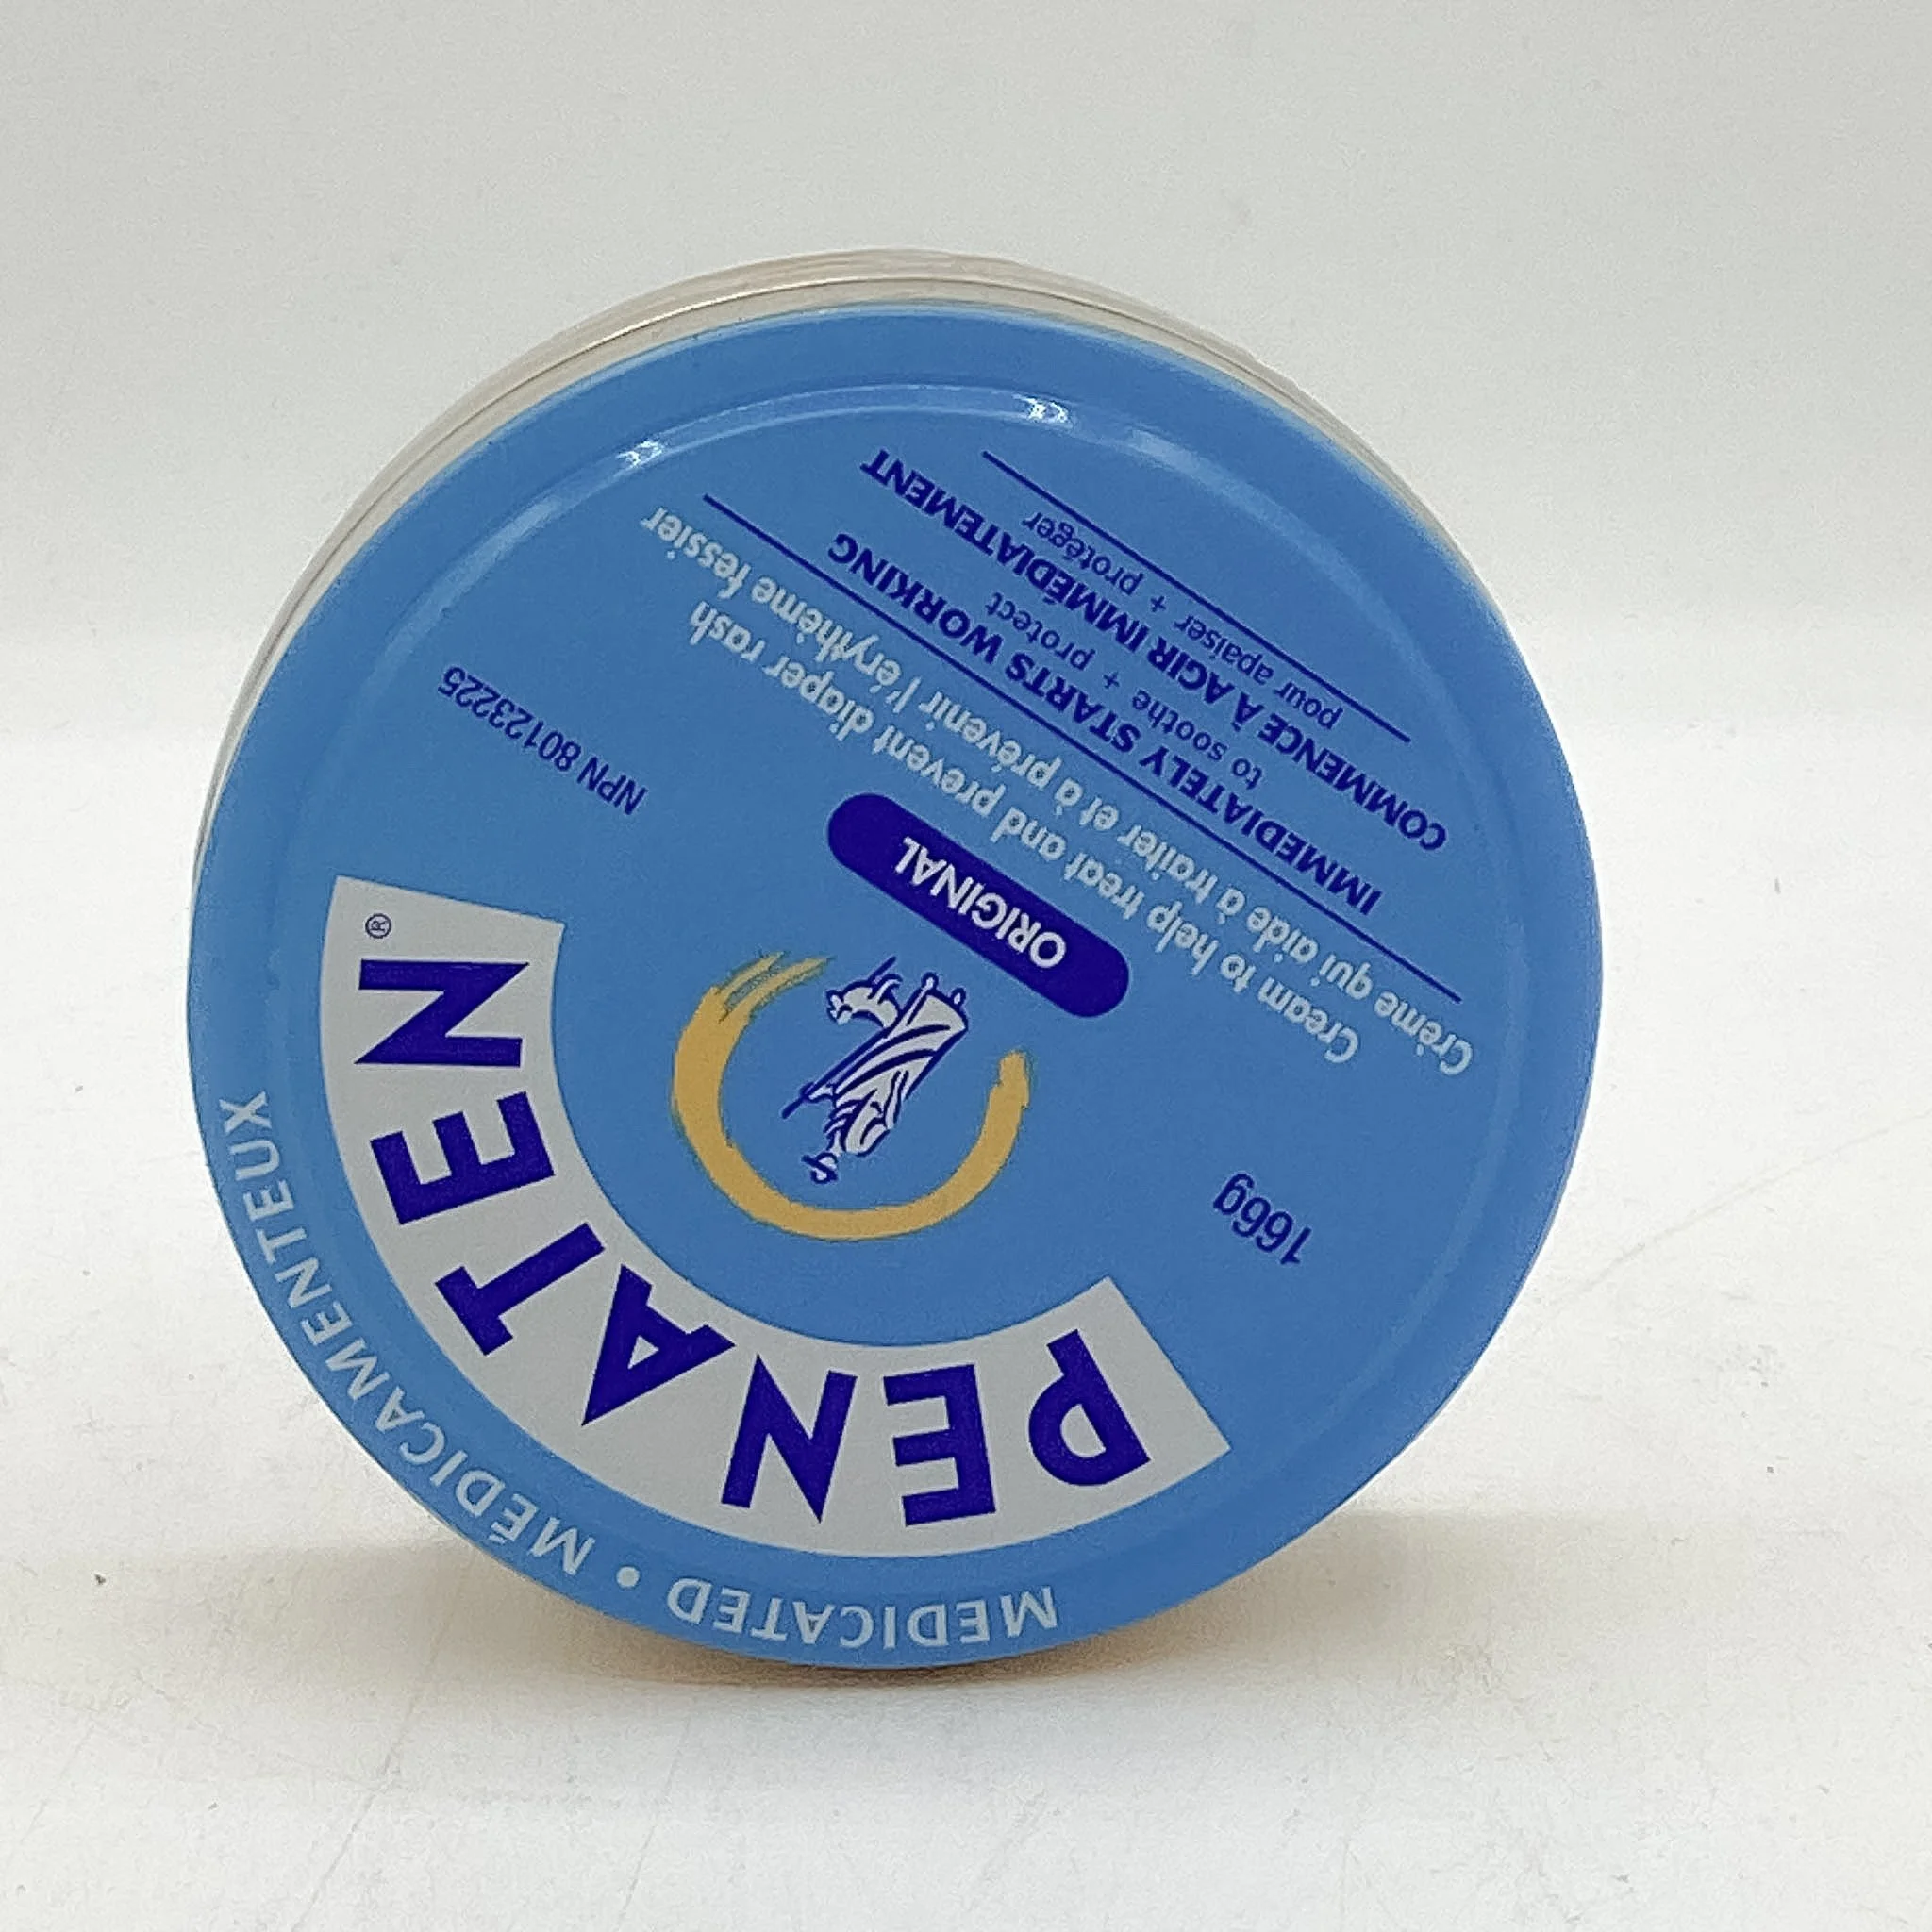 MEDICATED • MÉDICAMENTEUX
PENATEN®
166g
NPN 80123225
ORIGINAL
Cream to help treat and prevent diaper rash
Crème qui aide à traiter et à prévenir l'érythème fessier
IMMEDIATELY STARTS WORKING
to soothe + protect
COMMENCE À AGIR IMMÉDIATEMENT
pour apaiser + protéger